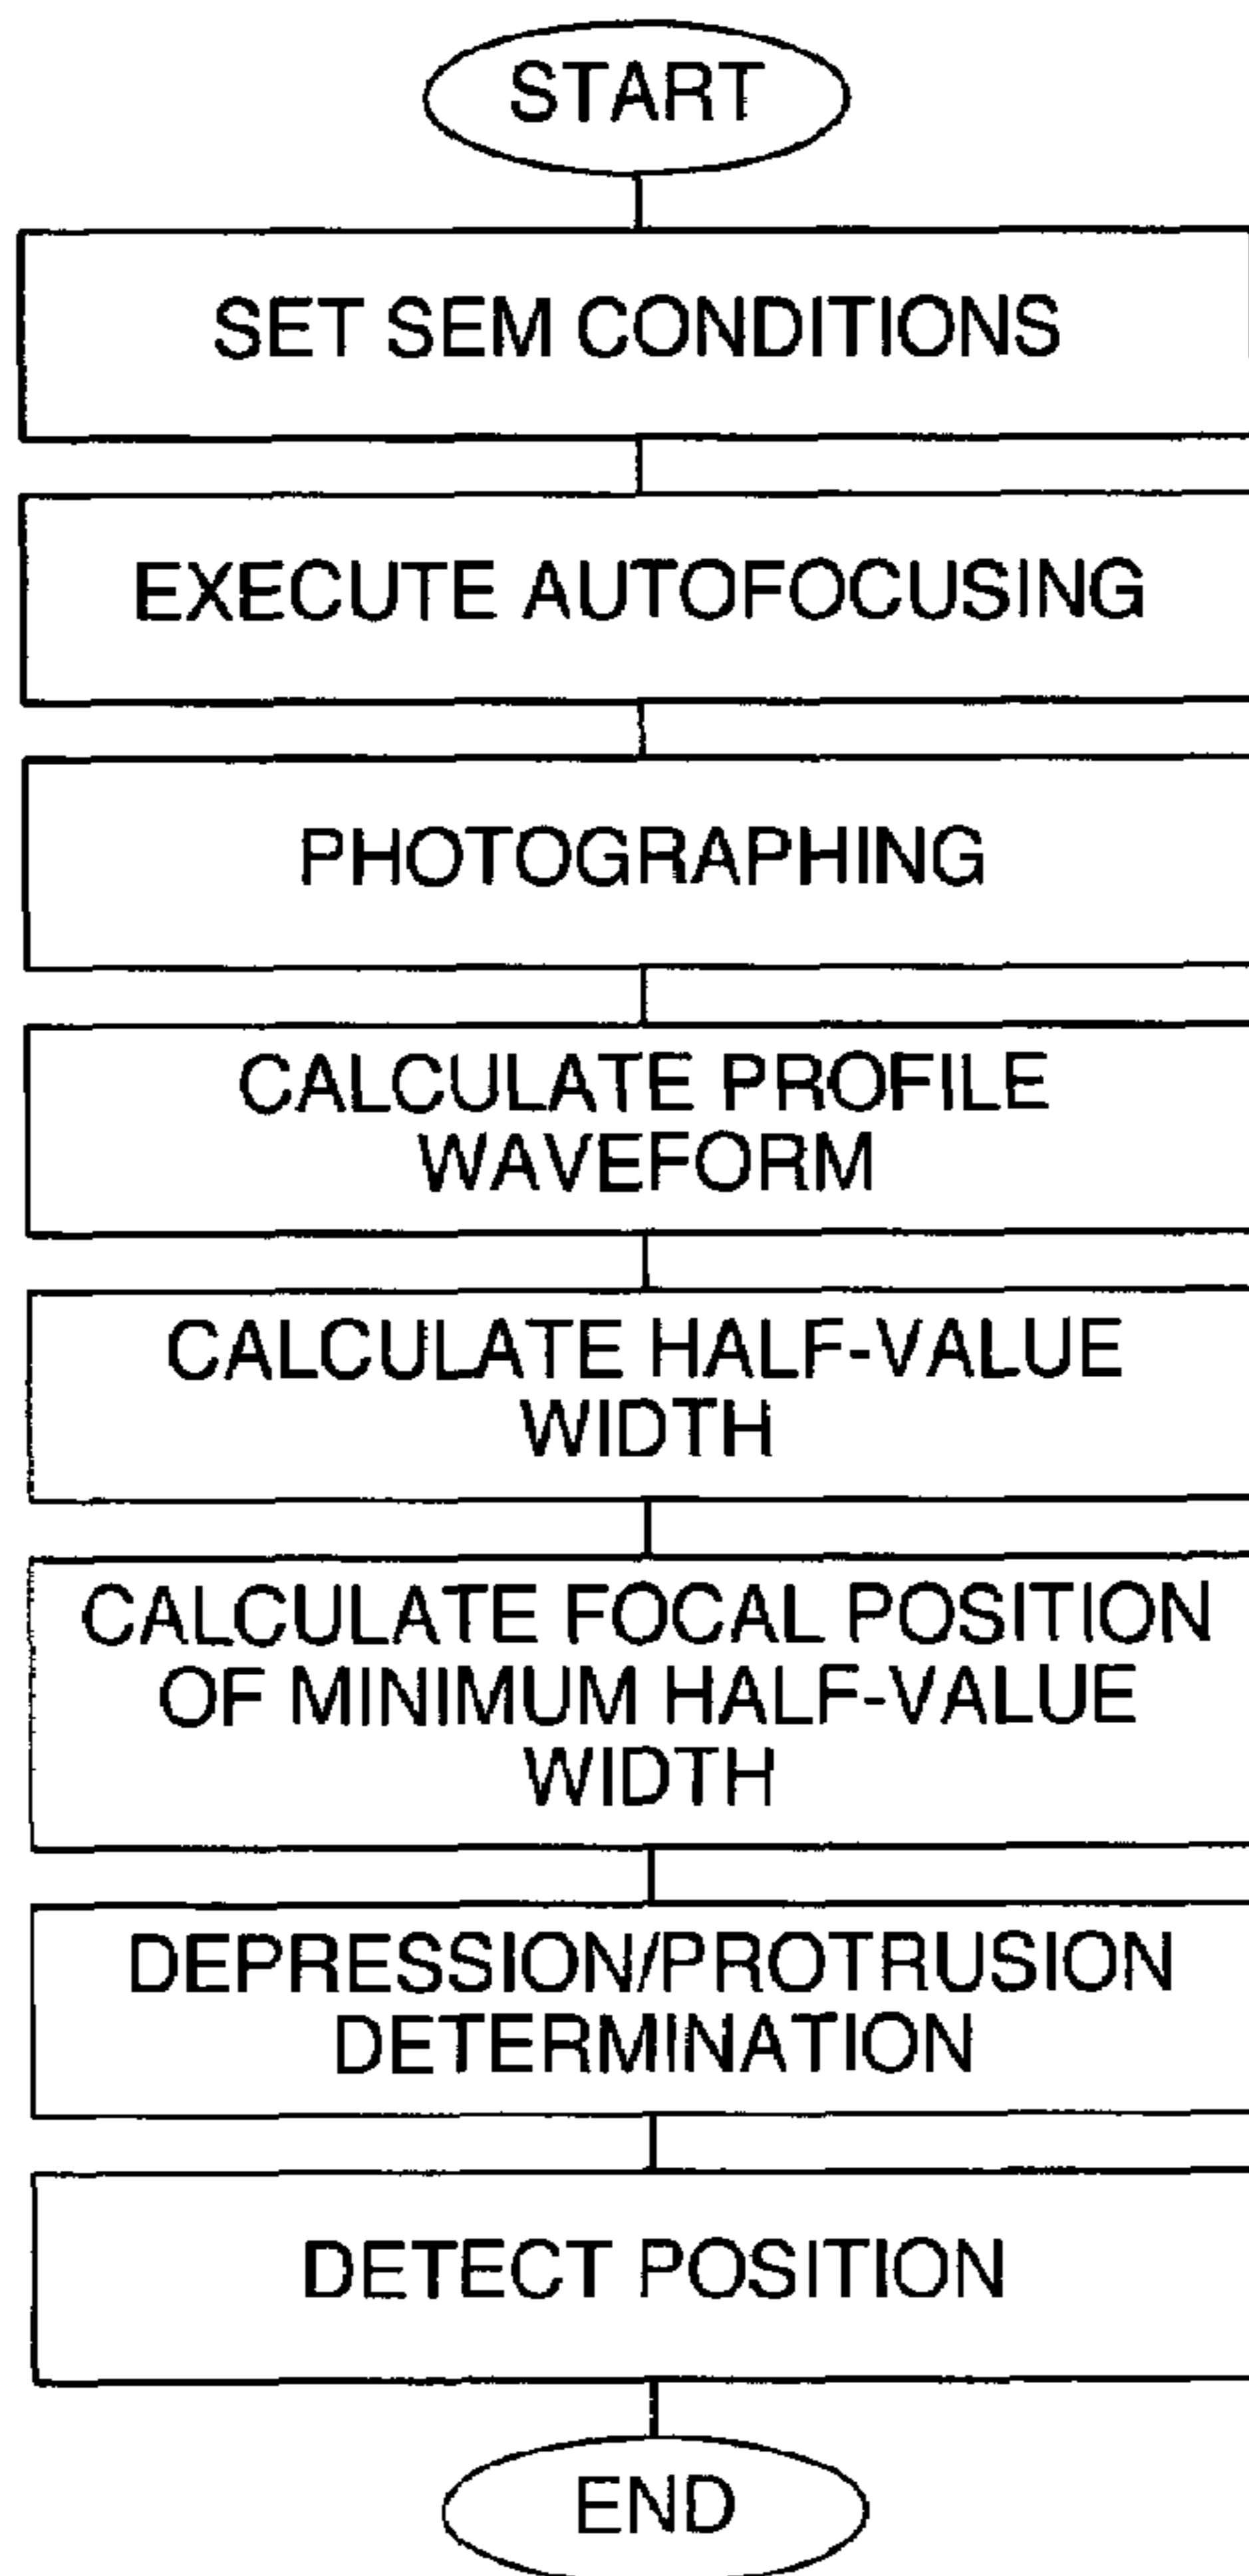 START
SET SEM CONDITIONS
EXECUTE AUTOFOCUSING
PHOTOGRAPHING
CALCULATE PROFILE
WAVEFORM
CALCULATE HALF-VALUE
WIDTH
CALCULATE FOCAL POSITION
OF MINIMUM HALF-VALUE
WIDTH
DEPRESSION/PROTRUSION
DETERMINATION
DETECT POSITION
END